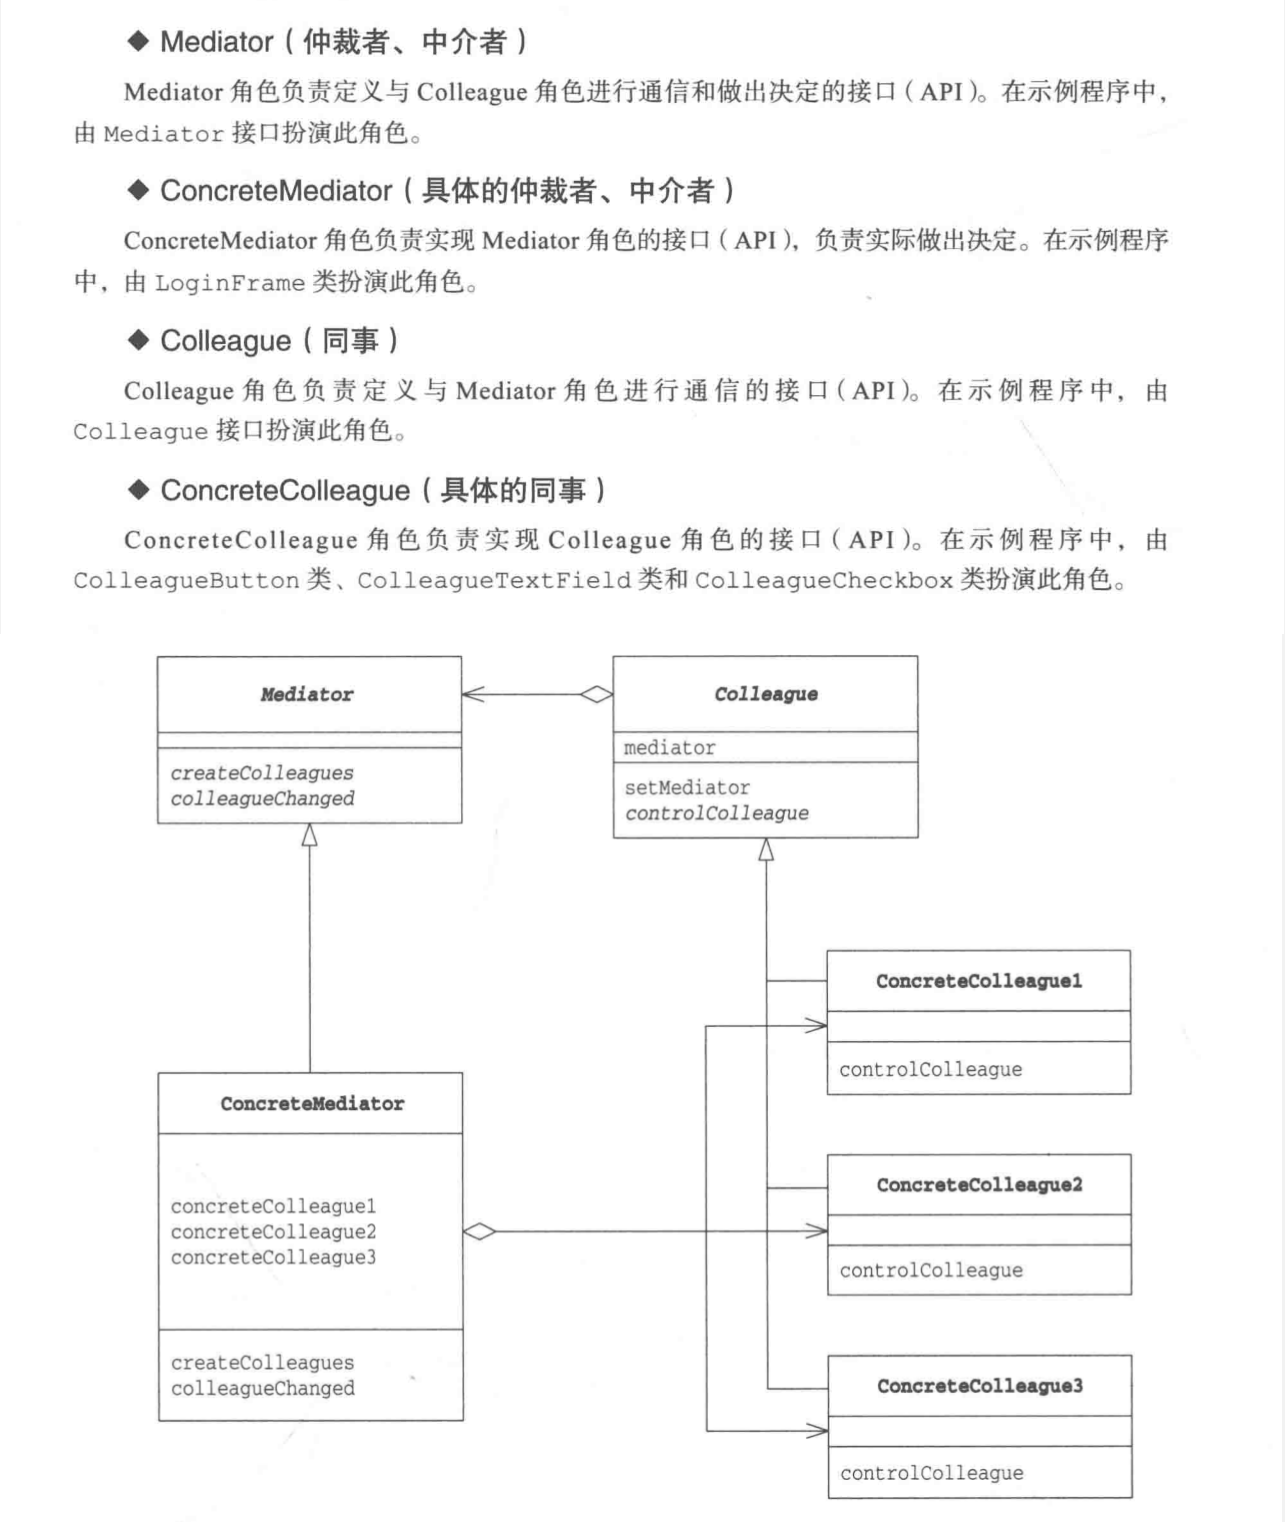 ◆ Mediator（仲裁者、中介者）
Mediator 角色负责定义与 Colleague 角色进行通信和做出决定的接口（API）。在示例程序中，
由 Mediator 接口扮演此角色。
◆ ConcreteMediator（具体的仲裁者、中介者）
ConcreteMediator 角色负责实现 Mediator 角色的接口（API），负责实际做出决定。在示例程序
中，由 LoginFrame 类扮演此角色。
◆ Colleague（同事）
Colleague 角色负责定义与 Mediator 角色进行通信的接口（API）。在示例程序中，由
Colleague 接口扮演此角色。
◆ ConcreteColleague（具体的同事）
ConcreteColleague 角色负责实现 Colleague 角色的接口（API）。在示例程序中，由
ColleagueButton 类、ColleagueTextField 类和 ColleagueCheckbox 类扮演此角色。
Mediator
createColleagues
colleagueChanged
Colleague
mediator
setMediator
controlColleague
ConcreteColleague1
controlColleague
ConcreteMediator
concreteColleague1
concreteColleague2
concreteColleague3
createColleagues
colleagueChanged
ConcreteColleague2
controlColleague
ConcreteColleague3
controlColleague